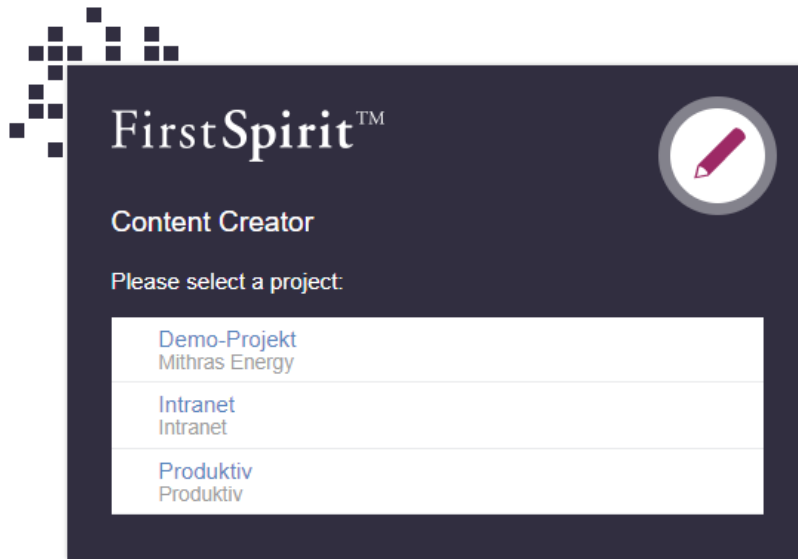 FirstSpirit™
Content Creator
Please select a project:
Demo-Projekt
Mithras Energy
Intranet
Intranet
Produktiv
Produktiv